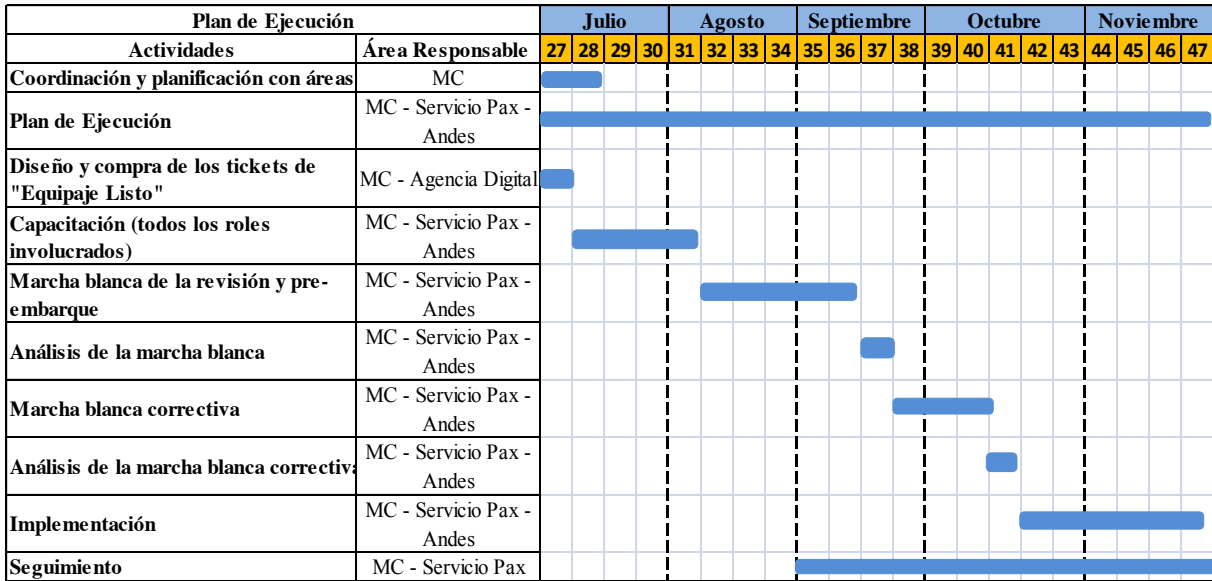 Plan de Ejecución Julio Agosto Septiembre Octubre Noviembre
Actividades Área Responsable 27 28 29 30 31 32 33 34 35 36 37 38 39 40 41 42 43 44 45 46 47
Coordinación y planificación con áreas MC
Plan de Ejecución MC - Servicio Pax -
Andes
Diseño y compra de los tickets de
"Equipaje Listo" MC - Agencia Digital
Capacitación (todos los roles
involucrados) MC - Servicio Pax -
Andes
Marcha blanca de la revisión y pre-
embarque MC - Servicio Pax -
Andes
Análisis de la marcha blanca MC - Servicio Pax -
Andes
Marcha blanca correctiva MC - Servicio Pax -
Andes
Análisis de la marcha blanca correctiva MC - Servicio Pax -
Andes
Implementación MC - Servicio Pax -
Andes
Seguimiento MC - Servicio Pax